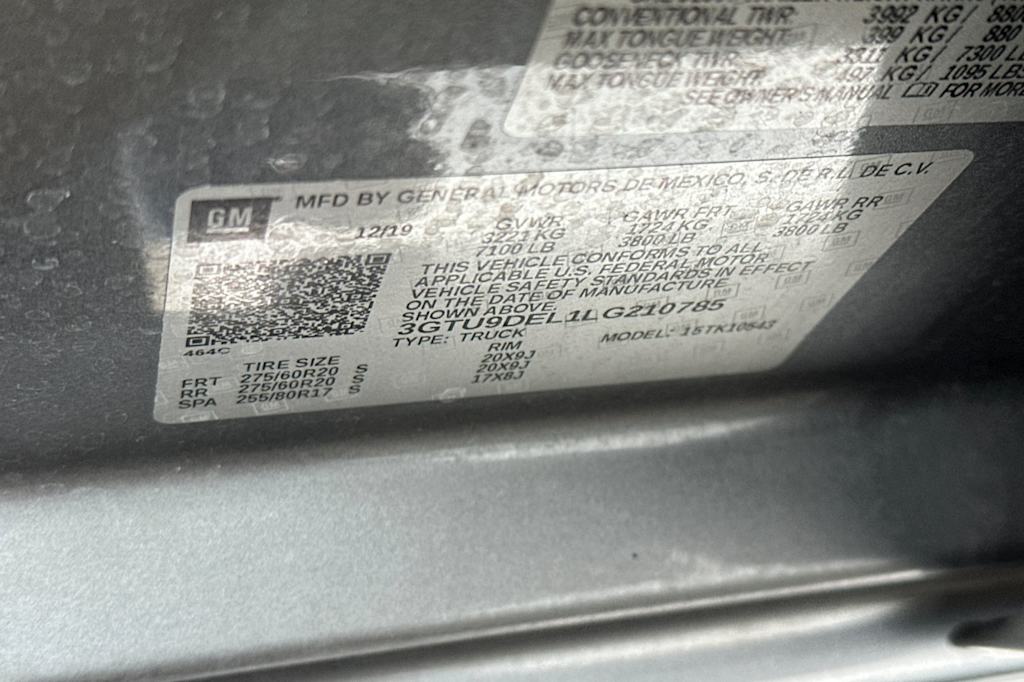 CONVENTIONAL TWR 3992 KG/ 880
MAX TONGUE WEIGHT 399 KG/ 880
GOOSENECK TWR 3311 KG/ 7300 LB
MAX TONGUE WEIGHT 497 KG/ 1095 LBS
SEE OWNER'S MANUAL FOR MORE
GM
MFD BY GENERAL MOTORS DE MEXICO, S. DE R.L. DE C.V.
12/19 GVWR GAWR FRT GAWR RR
3221 KG 1724 KG 1724 KG
7100 LB 3800 LB 3800 LB
THIS VEHICLE CONFORMS TO ALL
APPLICABLE U.S. FEDERAL MOTOR
VEHICLE SAFETY STANDARDS IN EFFECT
ON THE DATE OF MANUFACTURE
SHOWN ABOVE.
3GTU9DEL1LG210785
464C TYPE: TRUCK MODEL: 15TK10543
TIRE SIZE RIM
FRT 275/60R20 S 20X9J
RR 275/60R20 S 20X9J
SPA 255/80R17 S 17X8J